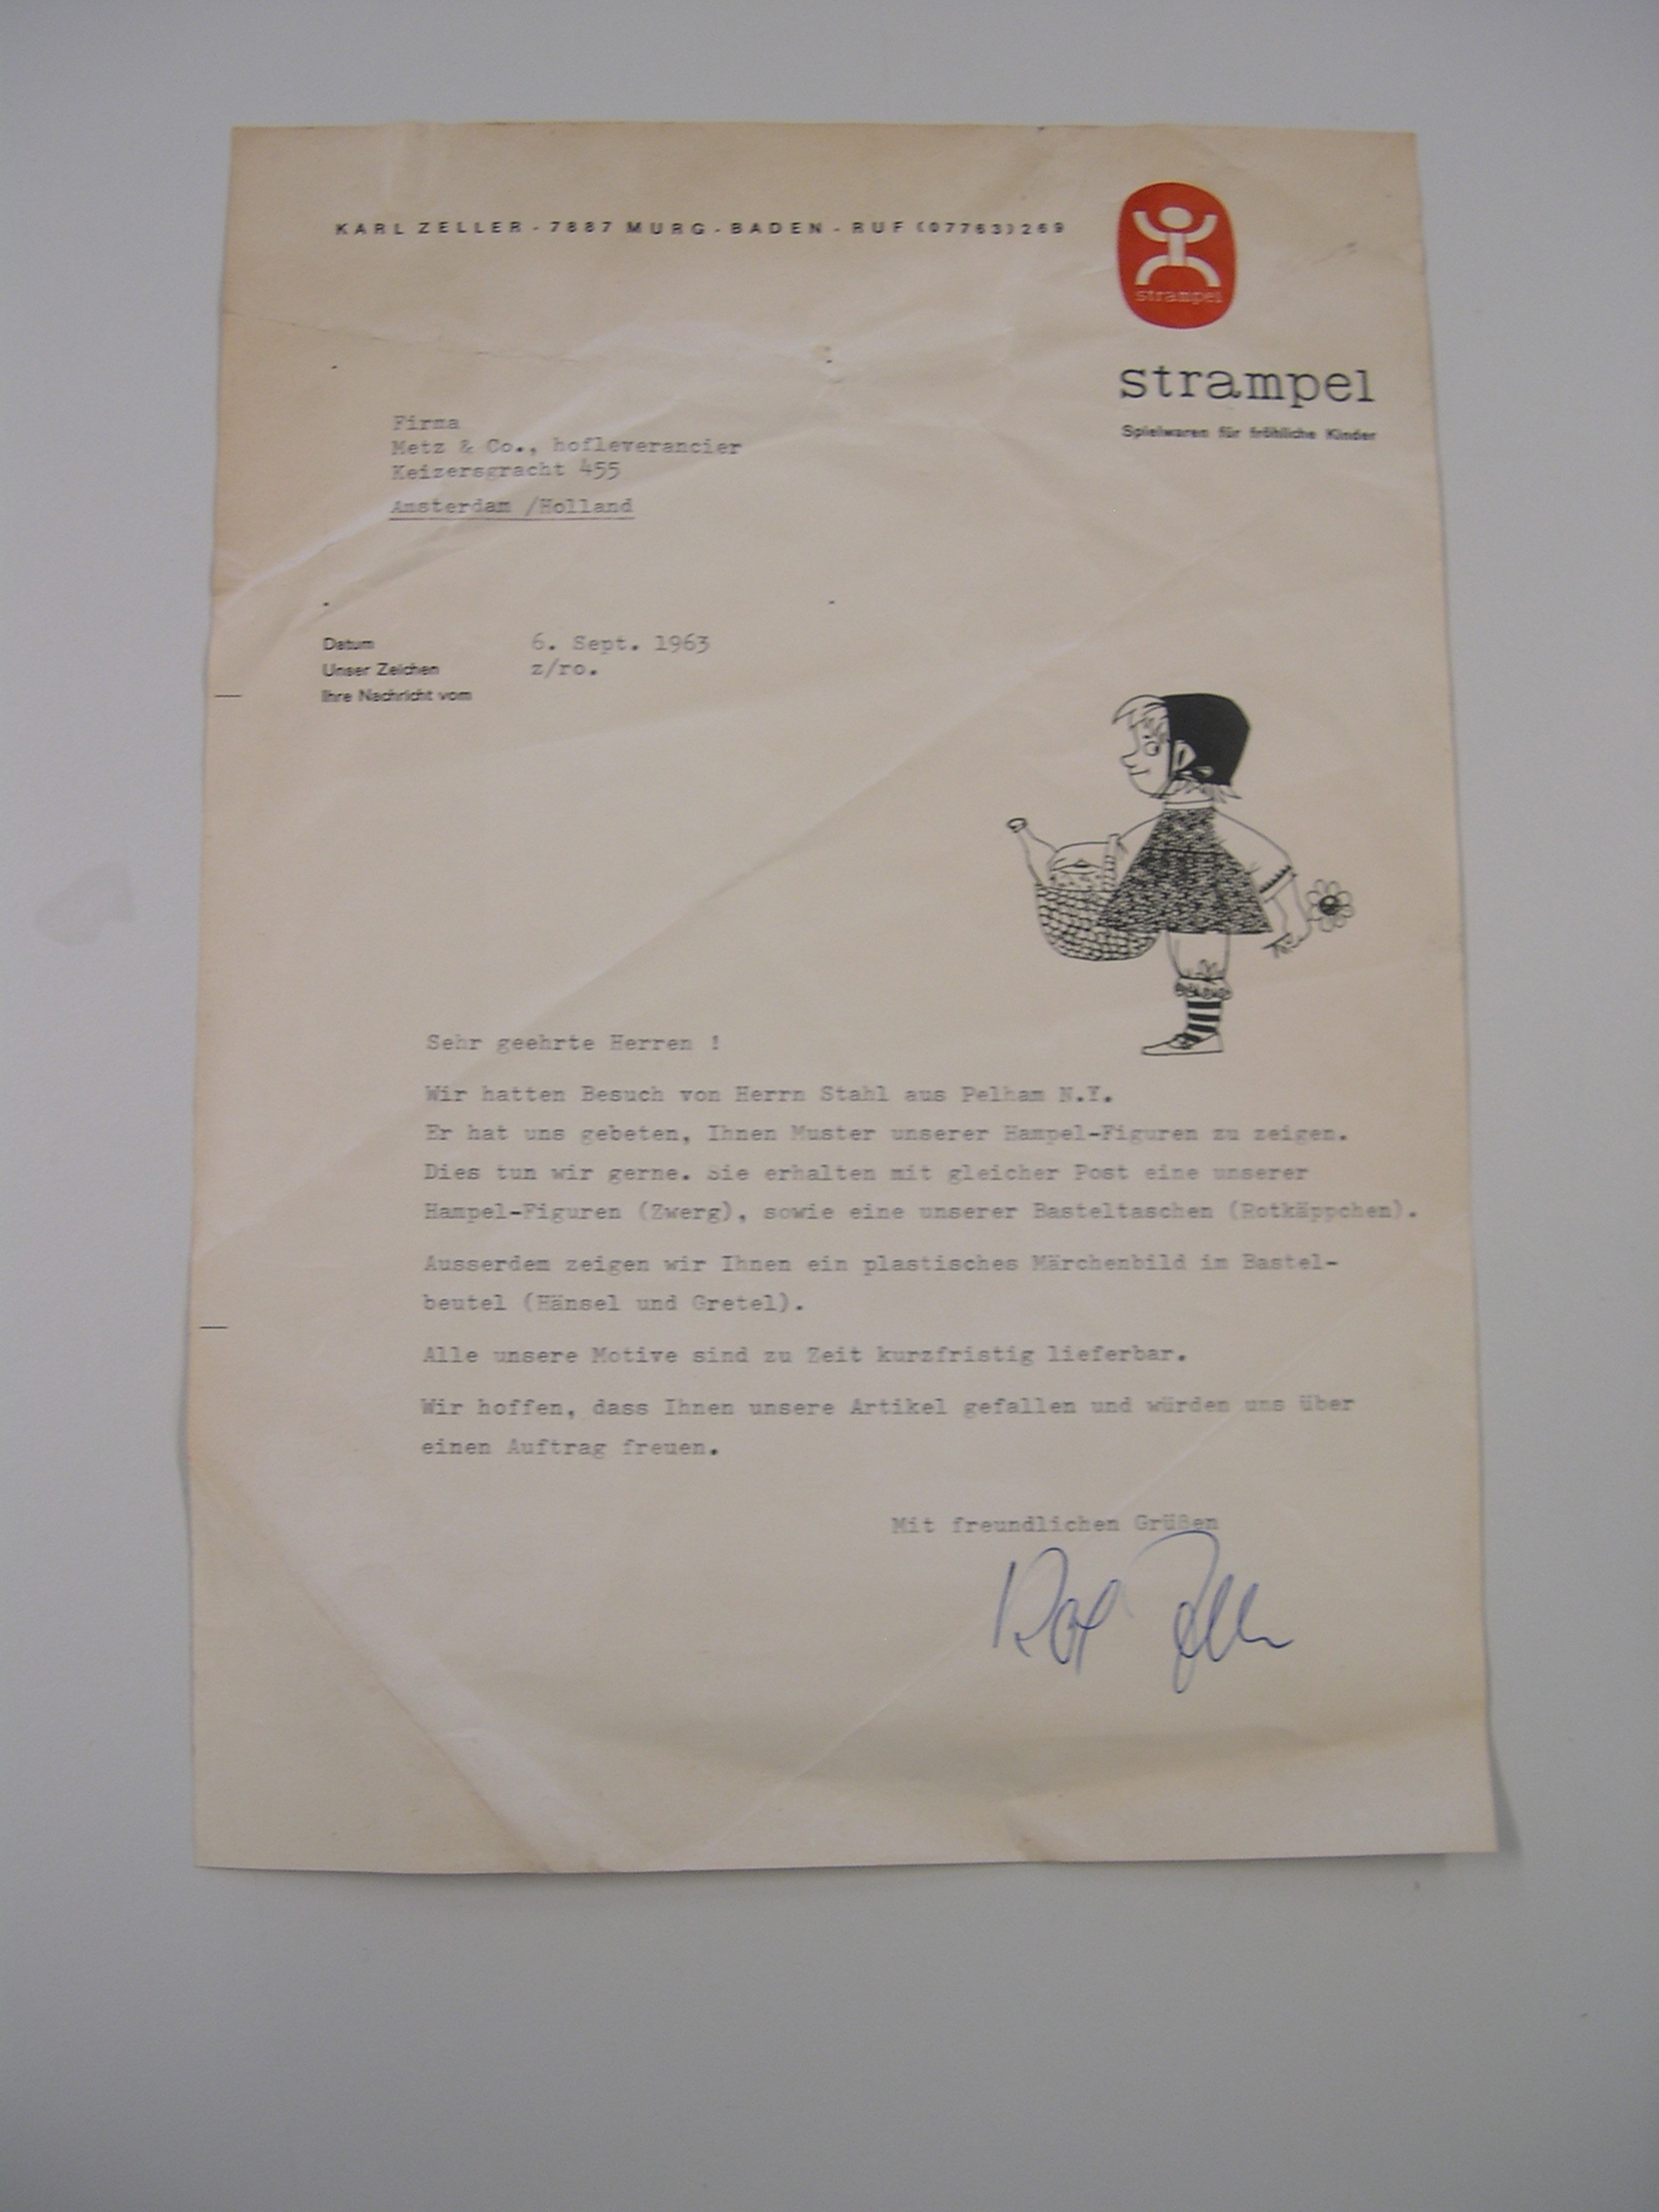 KARL ZELLER - 7887 MURG - BADEN - RUF (07763) 269
strampel
strampel
Spielwaren für fröhliche Kinder
Firma
Metz & Co., hofleverancier
Keizersgracht 455
Amsterdam /Holland
Datum 6. Sept. 1963
Unser Zeichen z/ro.
Ihre Nachricht vom
Sehr geehrte Herren !
Wir hatten Besuch von Herrn Stahl aus Pelham N.Y.
Er hat uns gebeten, Ihnen Muster unserer Hampel-Figuren zu zeigen.
Dies tun wir gerne. Sie erhalten mit gleicher Post eine unserer
Hampel-Figuren (Zwerg), sowie eine unserer Basteltaschen (Rotkäppchen).
Ausserdem zeigen wir Ihnen ein plastisches Märchenbild im Bastel-
beutel (Hänsel und Gretel).
Alle unsere Motive sind zu Zeit kurzfristig lieferbar.
Wir hoffen, dass Ihnen unsere Artikel gefallen und würden uns über
einen Auftrag freuen.
Mit freundlichen Grüßen